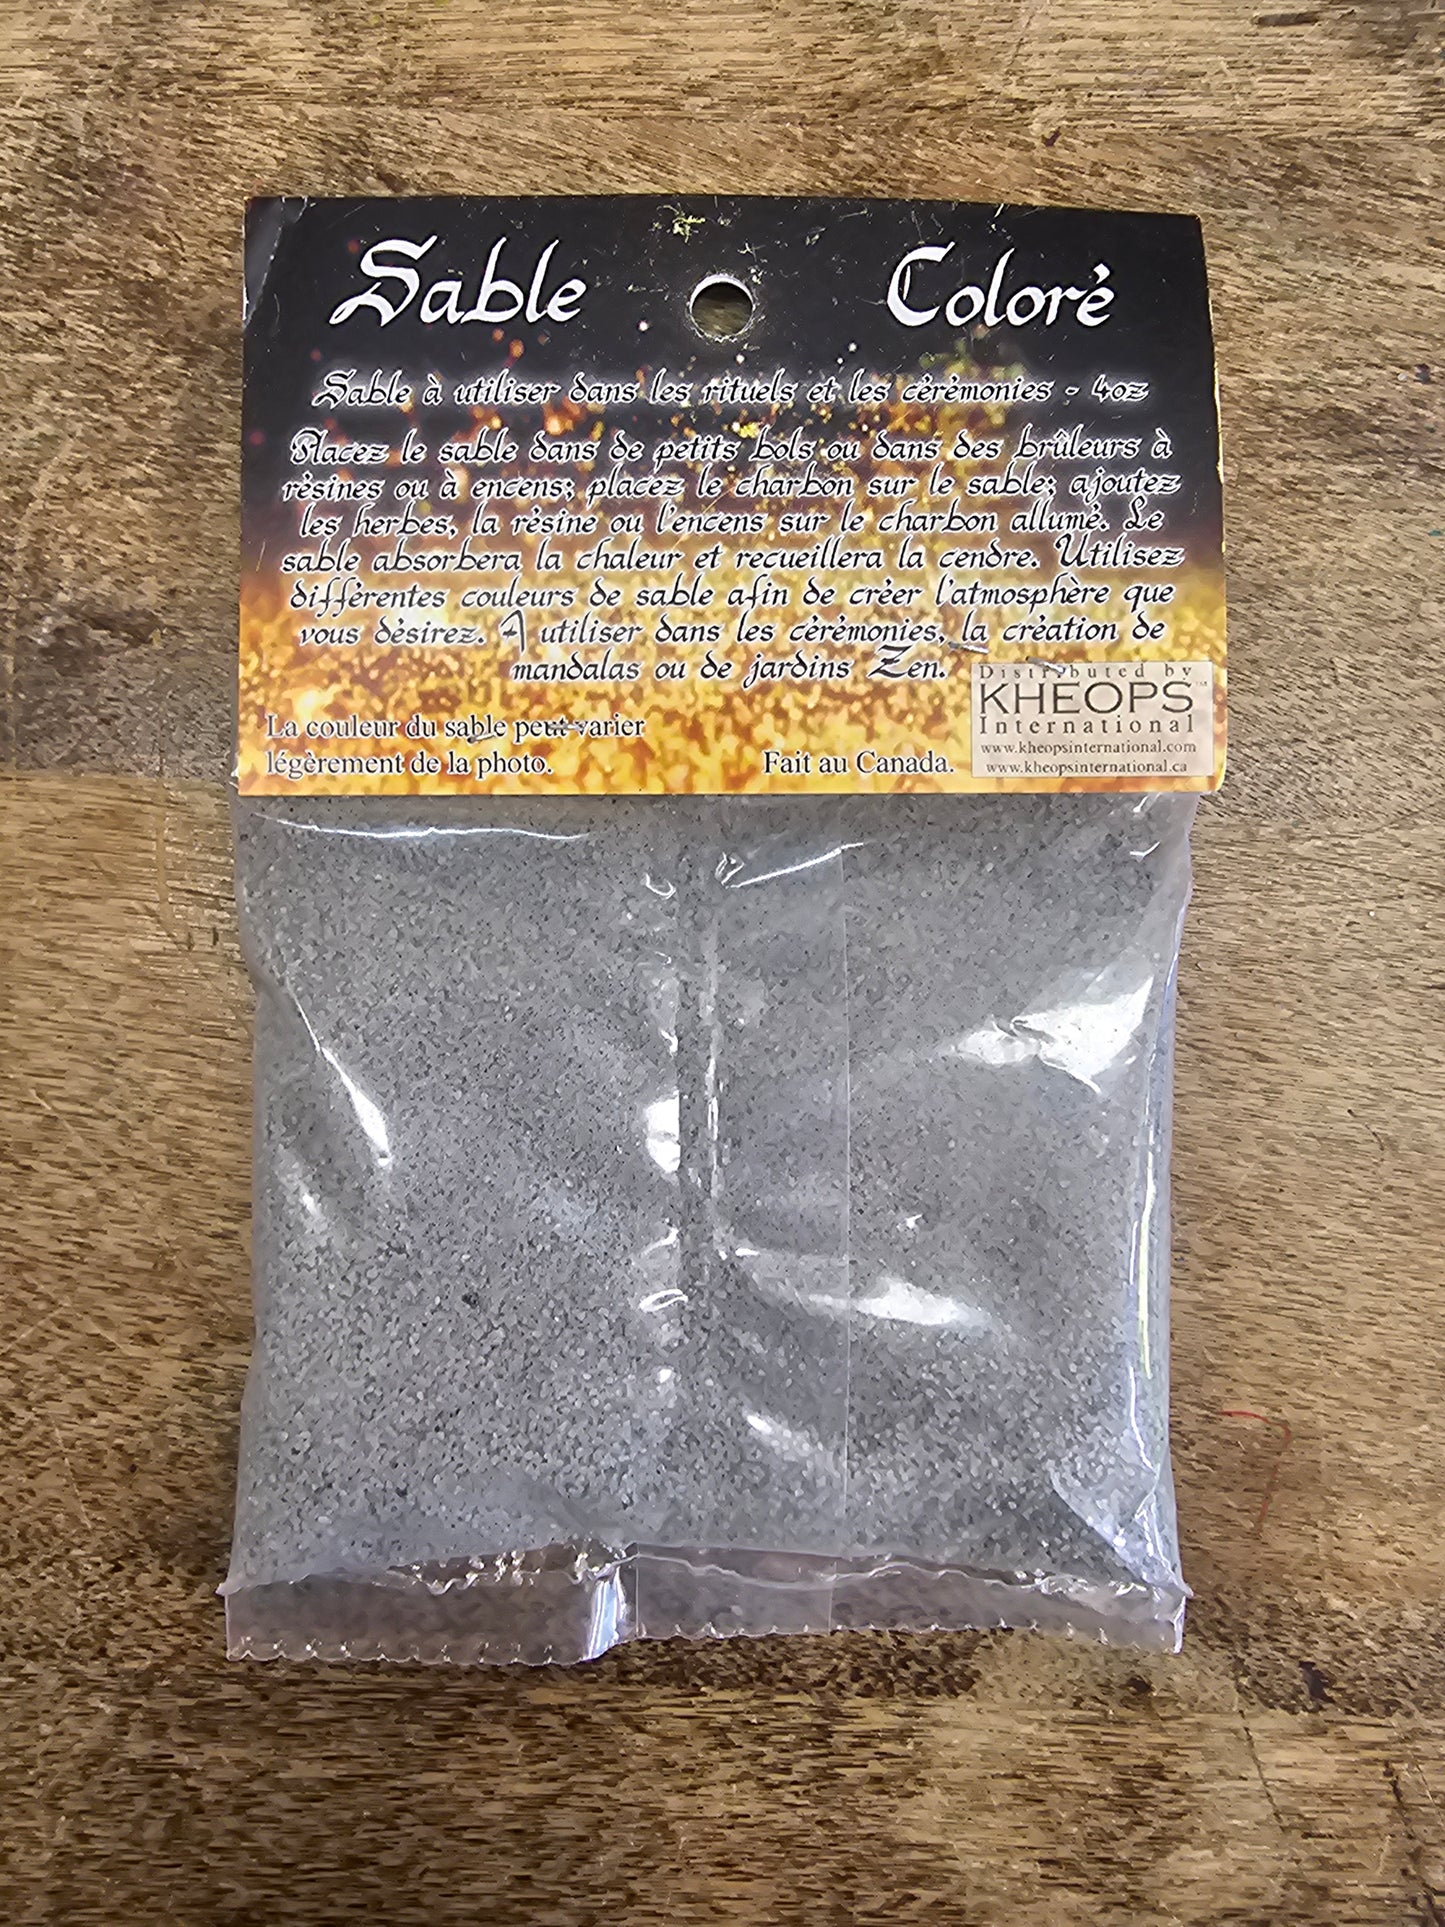 Sable Coloré
Sable à utiliser dans les rituels et les cérémonies - 4oz
Placez le sable dans de petits bols ou dans des brûleurs à
résines ou à encens; placez le charbon sur le sable; ajoutez
les herbes, la résine ou l'encens sur le charbon allumé. Le
sable absorbera la chaleur et recueillera la cendre. Utilisez
différentes couleurs de sable afin de créer l'atmosphère que
vous désirez. A utiliser dans les cérémonies, la création de
mandalas ou de jardins Zen.
La couleur du sable peut varier
légèrement de la photo.
Fait au Canada.
Distributed by
KHEOPS™
International
www.kheopsinternational.com
www.kheopsinternational.ca